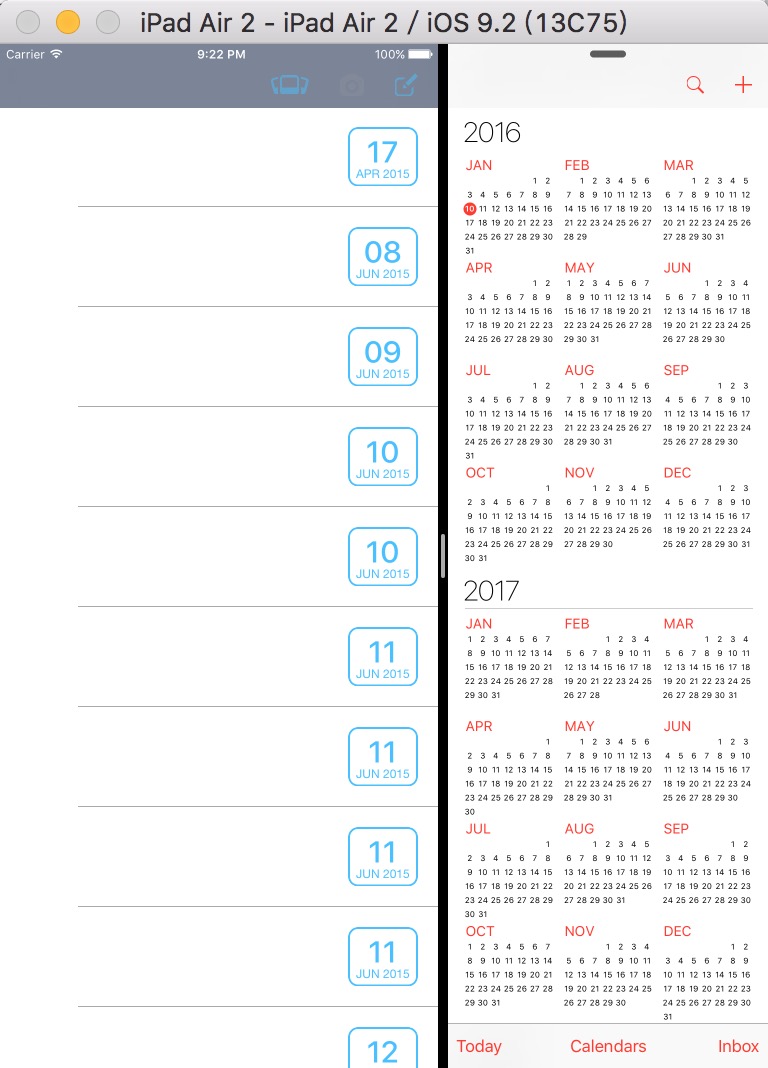 iPad Air 2 - iPad Air 2 / iOS 9.2 (13C75)
Carrier 9:22 PM 100%
17
APR 2015
08
JUN 2015
09
JUN 2015
10
JUN 2015
10
JUN 2015
11
JUN 2015
11
JUN 2015
11
JUN 2015
11
JUN 2015
12
2016
JAN FEB MAR
1 2 1 2 3 4 5 6 1 2 3 4 5
3 4 5 6 7 8 9 7 8 9 10 11 12 13 6 7 8 9 10 11 12
10 11 12 13 14 15 16 14 15 16 17 18 19 20 13 14 15 16 17 18 19
17 18 19 20 21 22 23 21 22 23 24 25 26 27 20 21 22 23 24 25 26
24 25 26 27 28 29 30 28 29 27 28 29 30 31
31
APR MAY JUN
1 2 1 2 3 4 5 6 7 1 2 3 4
3 4 5 6 7 8 9 8 9 10 11 12 13 14 5 6 7 8 9 10 11
10 11 12 13 14 15 16 15 16 17 18 19 20 21 12 13 14 15 16 17 18
17 18 19 20 21 22 23 22 23 24 25 26 27 28 19 20 21 22 23 24 25
24 25 26 27 28 29 30 29 30 31 26 27 28 29 30
JUL AUG SEP
1 2 1 2 3 4 5 6 1 2 3
3 4 5 6 7 8 9 7 8 9 10 11 12 13 4 5 6 7 8 9 10
10 11 12 13 14 15 16 14 15 16 17 18 19 20 11 12 13 14 15 16 17
17 18 19 20 21 22 23 21 22 23 24 25 26 27 18 19 20 21 22 23 24
24 25 26 27 28 29 30 28 29 30 31 25 26 27 28 29 30
31
OCT NOV DEC
1 1 2 3 4 5 1 2 3
2 3 4 5 6 7 8 6 7 8 9 10 11 12 4 5 6 7 8 9 10
9 10 11 12 13 14 15 13 14 15 16 17 18 19 11 12 13 14 15 16 17
16 17 18 19 20 21 22 20 21 22 23 24 25 26 18 19 20 21 22 23 24
23 24 25 26 27 28 29 27 28 29 30 25 26 27 28 29 30 31
30 31
2017
JAN FEB MAR
1 2 3 4 5 6 7 1 2 3 4 1 2 3 4
8 9 10 11 12 13 14 5 6 7 8 9 10 11 5 6 7 8 9 10 11
15 16 17 18 19 20 21 12 13 14 15 16 17 18 12 13 14 15 16 17 18
22 23 24 25 26 27 28 19 20 21 22 23 24 25 19 20 21 22 23 24 25
29 30 31 26 27 28 26 27 28 29 30 31
APR MAY JUN
1 1 2 3 4 5 6 1 2 3
2 3 4 5 6 7 8 7 8 9 10 11 12 13 4 5 6 7 8 9 10
9 10 11 12 13 14 15 14 15 16 17 18 19 20 11 12 13 14 15 16 17
16 17 18 19 20 21 22 21 22 23 24 25 26 27 18 19 20 21 22 23 24
23 24 25 26 27 28 29 28 29 30 31 25 26 27 28 29 30
30
JUL AUG SEP
1 1 2 3 4 5 1 2
2 3 4 5 6 7 8 6 7 8 9 10 11 12 3 4 5 6 7 8 9
9 10 11 12 13 14 15 13 14 15 16 17 18 19 10 11 12 13 14 15 16
16 17 18 19 20 21 22 20 21 22 23 24 25 26 17 18 19 20 21 22 23
23 24 25 26 27 28 29 27 28 29 30 31 24 25 26 27 28 29 30
30 31
OCT NOV DEC
1 2 3 4 5 6 7 1 2 3 4 1 2
8 9 10 11 12 13 14 5 6 7 8 9 10 11 3 4 5 6 7 8 9
15 16 17 18 19 20 21 12 13 14 15 16 17 18 10 11 12 13 14 15 16
22 23 24 25 26 27 28 19 20 21 22 23 24 25 17 18 19 20 21 22 23
29 30 31 26 27 28 29 30 24 25 26 27 28 29 30
31
Today Calendars Inbox